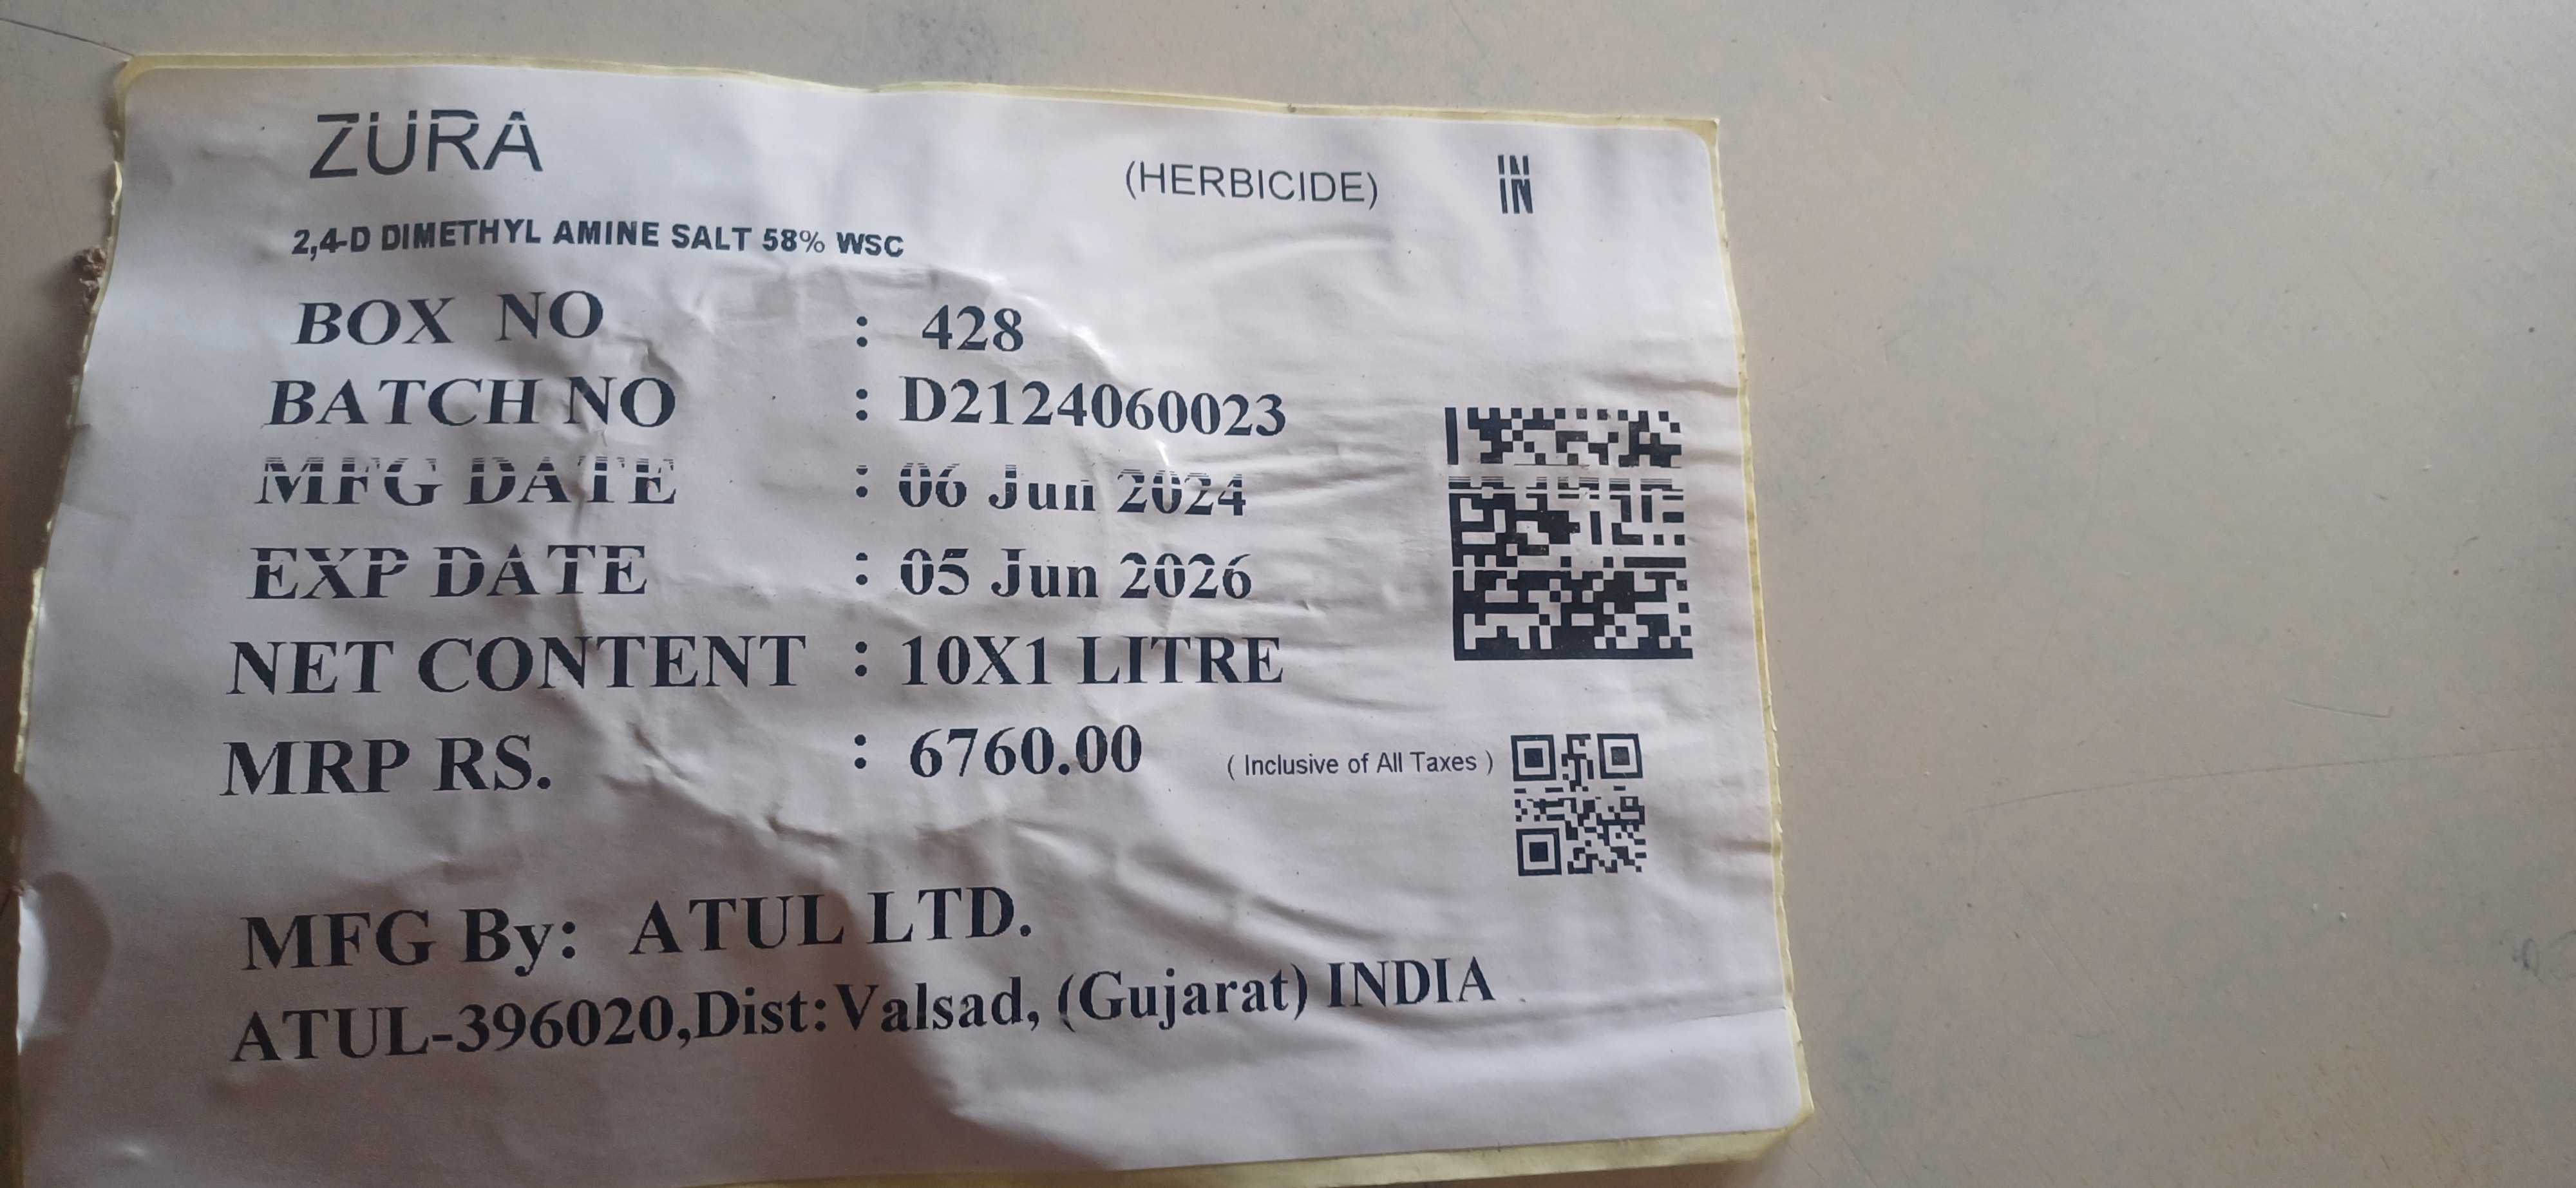 ZURA
(HERBICIDE)
IN
2,4-D DIMETHYL AMINE SALT 58% WSC
BOX NO : 428
BATCH NO : D2124060023
MFG DATE : 06 Jun 2024
EXP DATE : 05 Jun 2026
NET CONTENT : 10X1 LITRE
MRP RS. : 6760.00 ( Inclusive of All Taxes )
MFG By: ATUL LTD.
ATUL-396020,Dist:Valsad, (Gujarat) INDIA